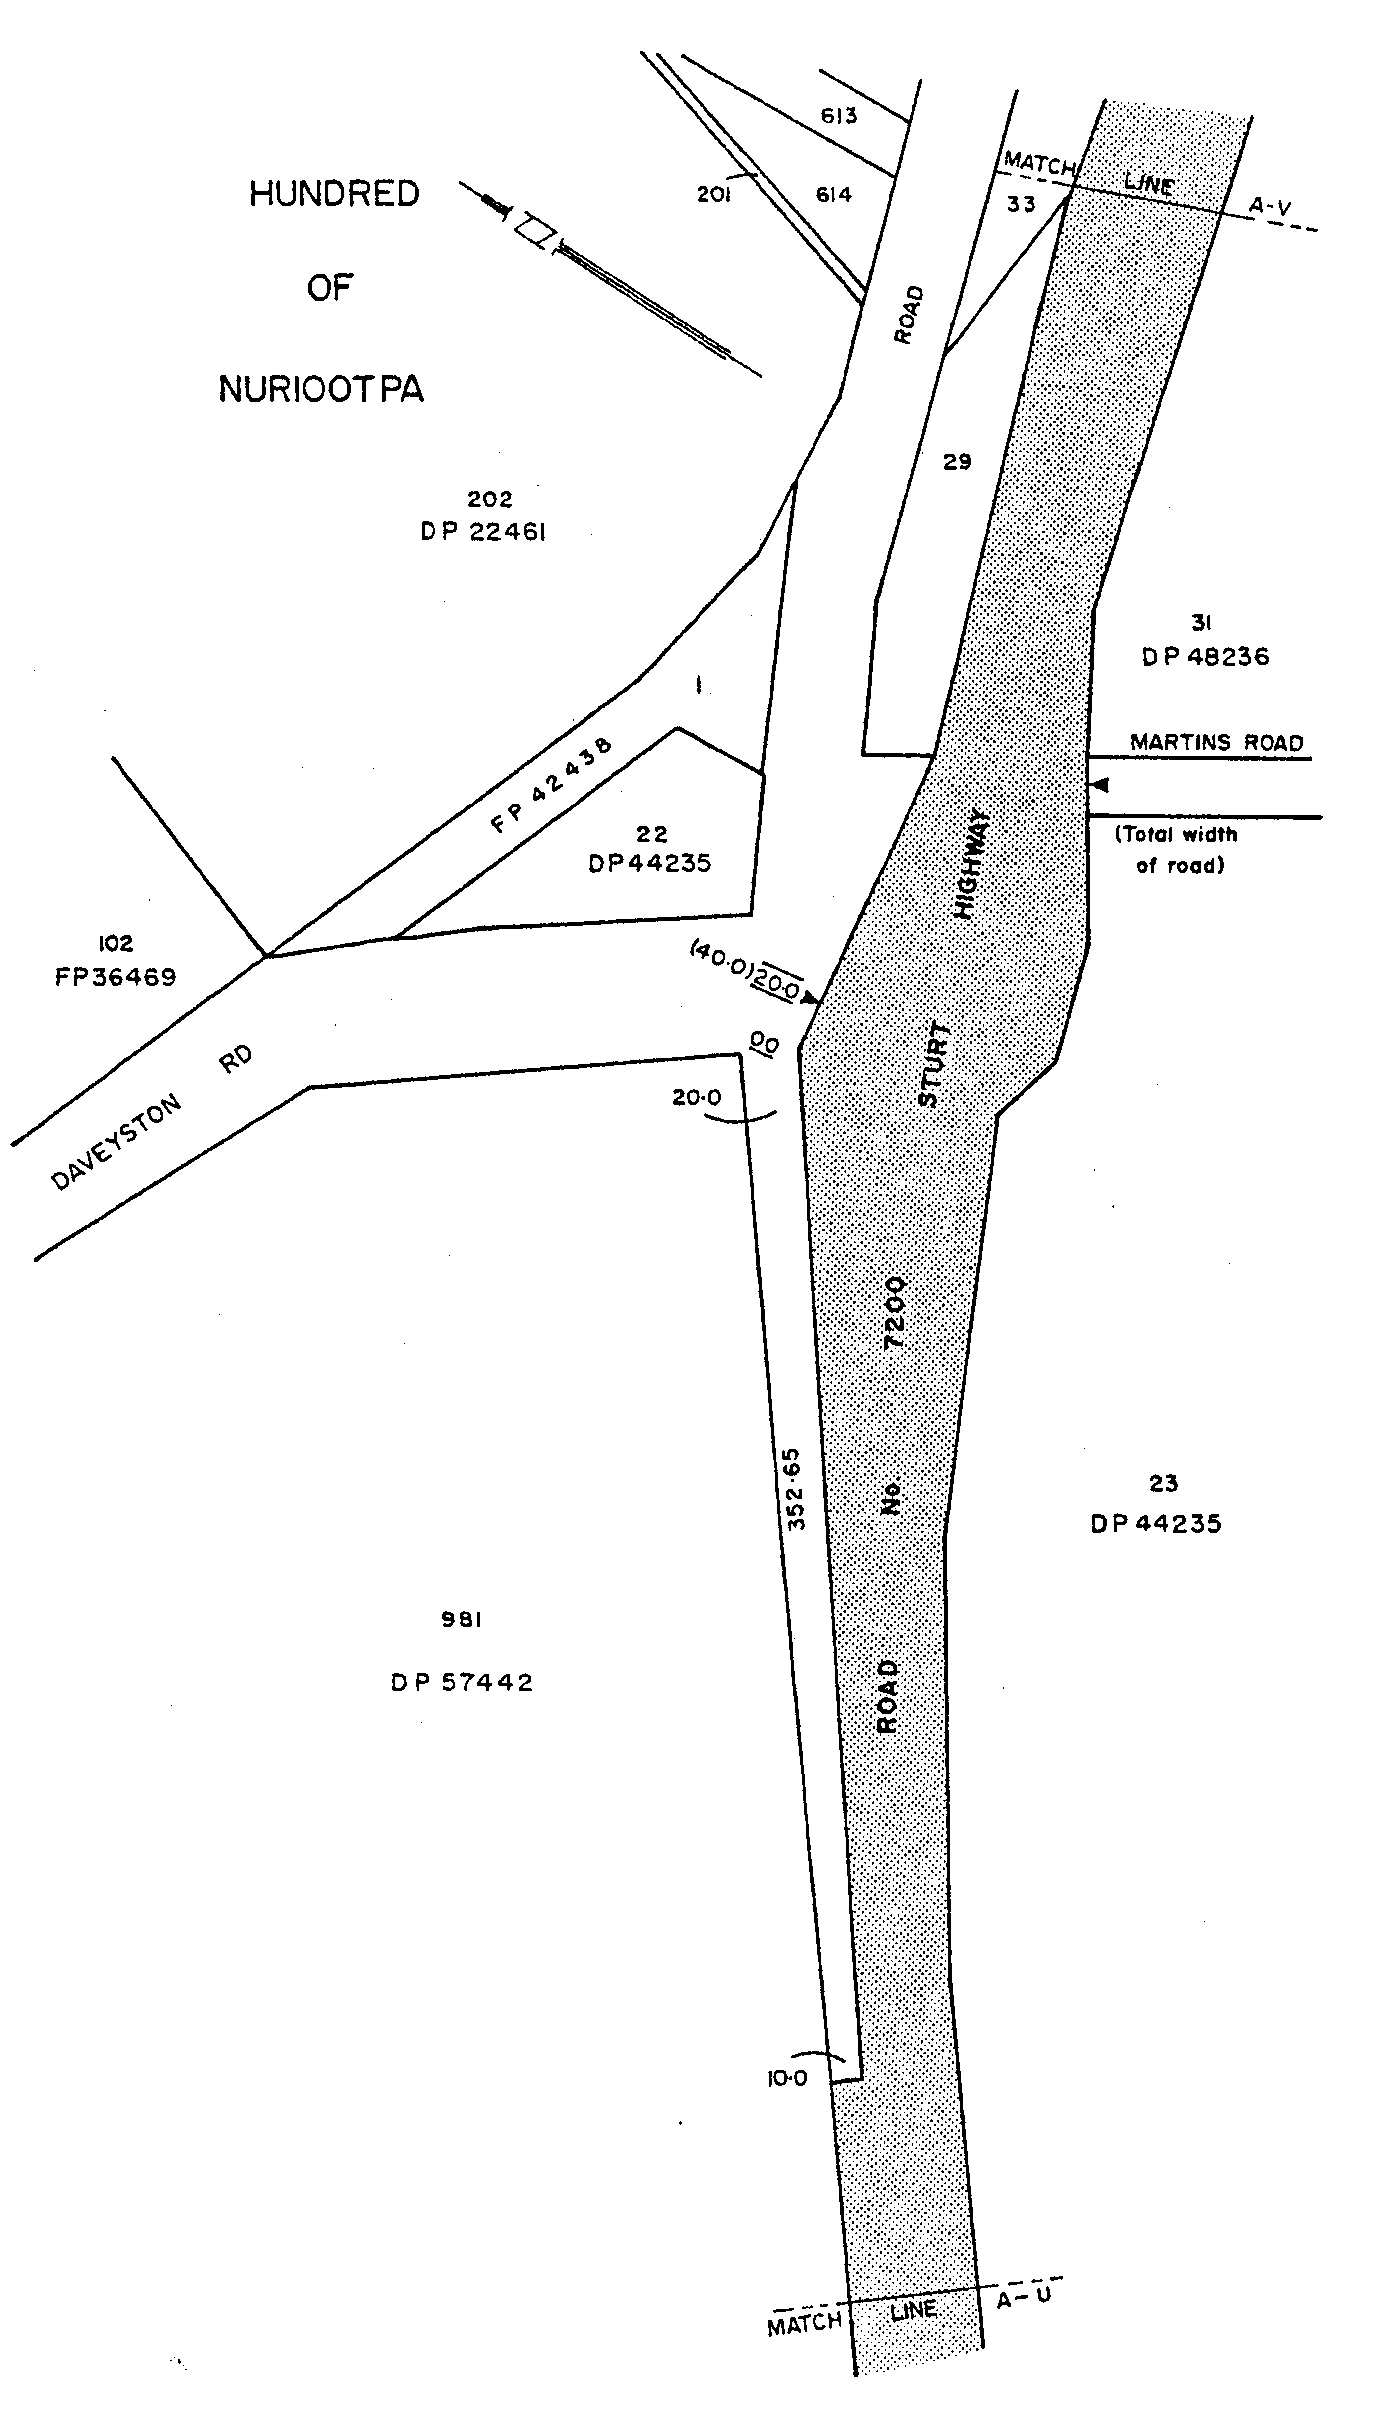 613
MATCH LINE A-V
HUNDRED
201
614
33
OF
ROAD
NURIOOTPA
29
202
DP 22461
31
DP 48236
1
MARTINS ROAD
FP 42438
22
DP44235
(Total width
of road)
HIGHWAY
102
FP36469
(40·0)20·0
00
STURT
RD
20·0
DAVEYSTON
7200
352·65
No.
23
DP 44235
981
DP 57442
ROAD
10·0
MATCH LINE A-U